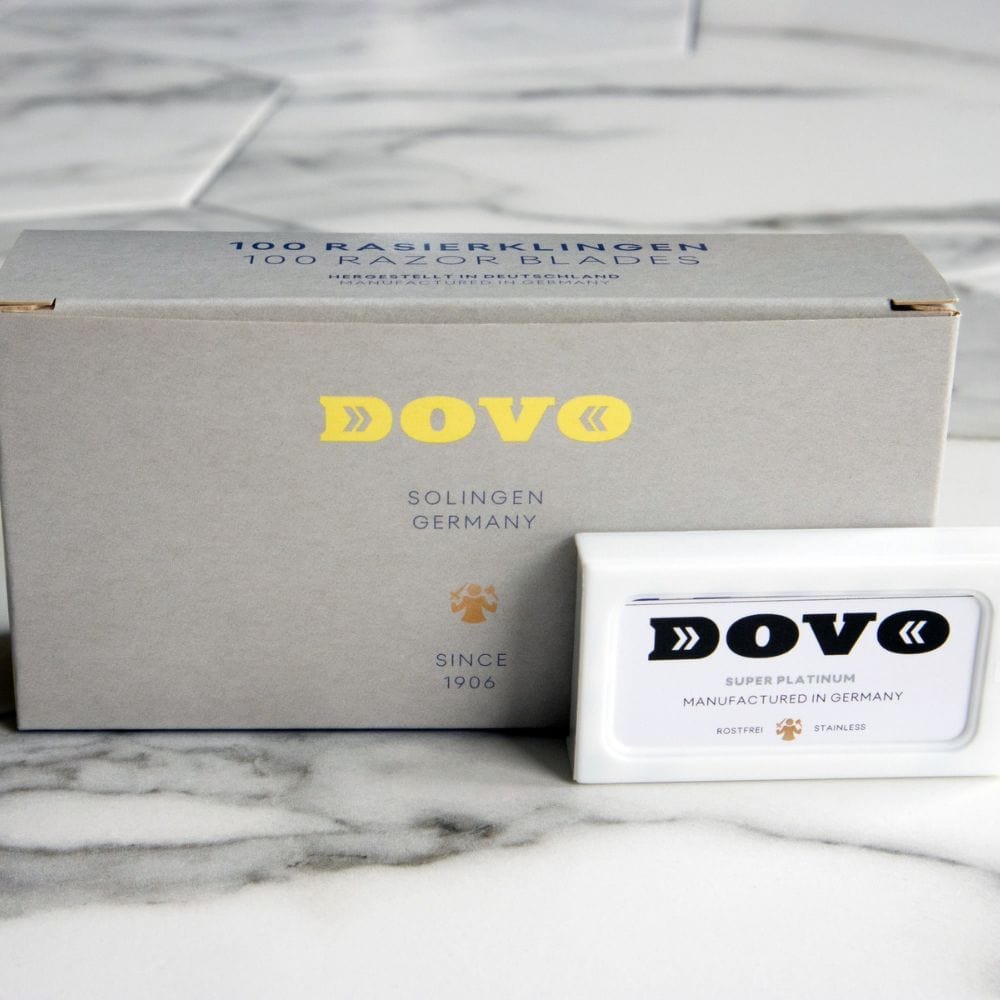 100 RASIERKLINGEN
100 RAZOR BLADES
HERGESTELLT IN DEUTSCHLAND
MANUFACTURED IN GERMANY
DOVO
SOLINGEN
GERMANY
SINCE
1906
DOVO
SUPER PLATINUM
MANUFACTURED IN GERMANY
ROSTFREI STAINLESS